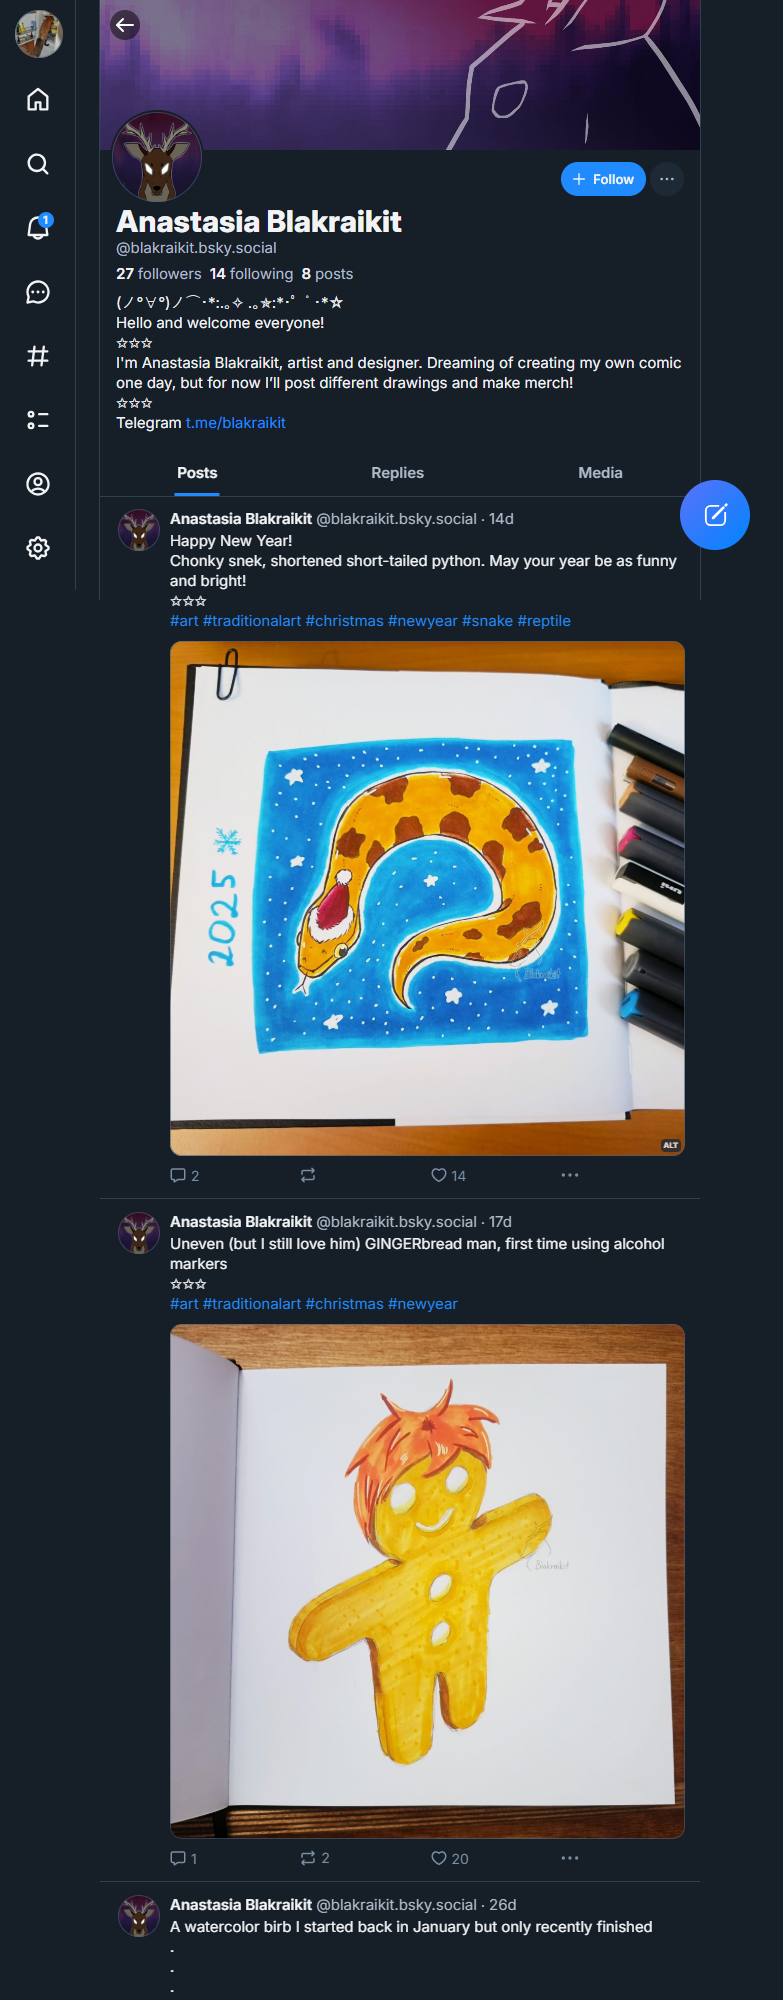 1
+ Follow
Anastasia Blakraikit
@blakraikit.bsky.social
27 followers 14 following 8 posts
(ノ°∀°)ノ⌒･*:.｡✧ .｡✯:*･ﾟ ﾟ･*☆
Hello and welcome everyone!
☆☆☆
I'm Anastasia Blakraikit, artist and designer. Dreaming of creating my own comic
one day, but for now I’ll post different drawings and make merch!
☆☆☆
Telegram t.me/blakraikit
Posts Replies Media
Anastasia Blakraikit @blakraikit.bsky.social · 14d
Happy New Year!
Chonky snek, shortened short-tailed python. May your year be as funny
and bright!
☆☆☆
#art #traditionalart #christmas #newyear #snake #reptile
2025
Blakraikit
ALT
2 14
Anastasia Blakraikit @blakraikit.bsky.social · 17d
Uneven (but I still love him) GINGERbread man, first time using alcohol
markers
☆☆☆
#art #traditionalart #christmas #newyear
Blakraikit
1 2 20
Anastasia Blakraikit @blakraikit.bsky.social · 26d
A watercolor birb I started back in January but only recently finished
.
.
.